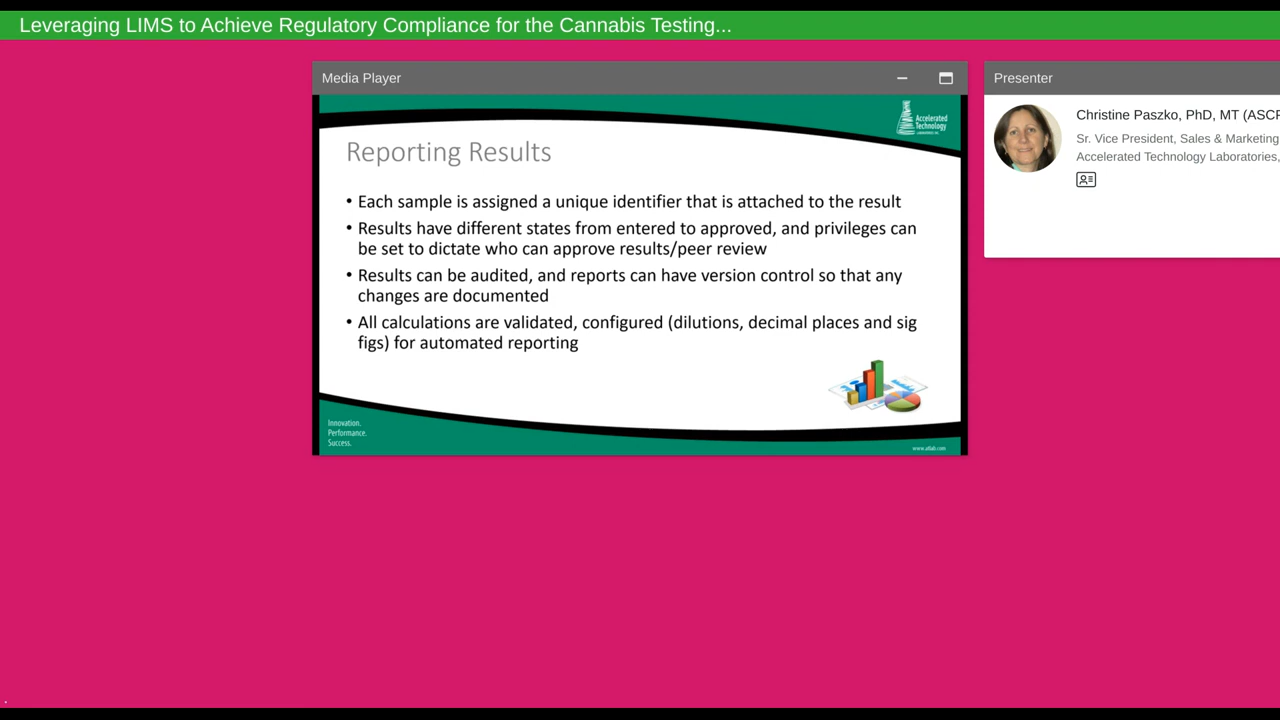 Leveraging LIMS to Achieve Regulatory Compliance for the Cannabis Testing...
Media Player
Accelerated
Technology
LABORATORIES, INC.
Reporting Results
• Each sample is assigned a unique identifier that is attached to the result
• Results have different states from entered to approved, and privileges can
be set to dictate who can approve results/peer review
• Results can be audited, and reports can have version control so that any
changes are documented
• All calculations are validated, configured (dilutions, decimal places and sig
figs) for automated reporting
Innovation.
Performance.
Success.
www.atlab.com
Presenter
Christine Paszko, PhD, MT (ASCP
Sr. Vice President, Sales & Marketing
Accelerated Technology Laboratories,